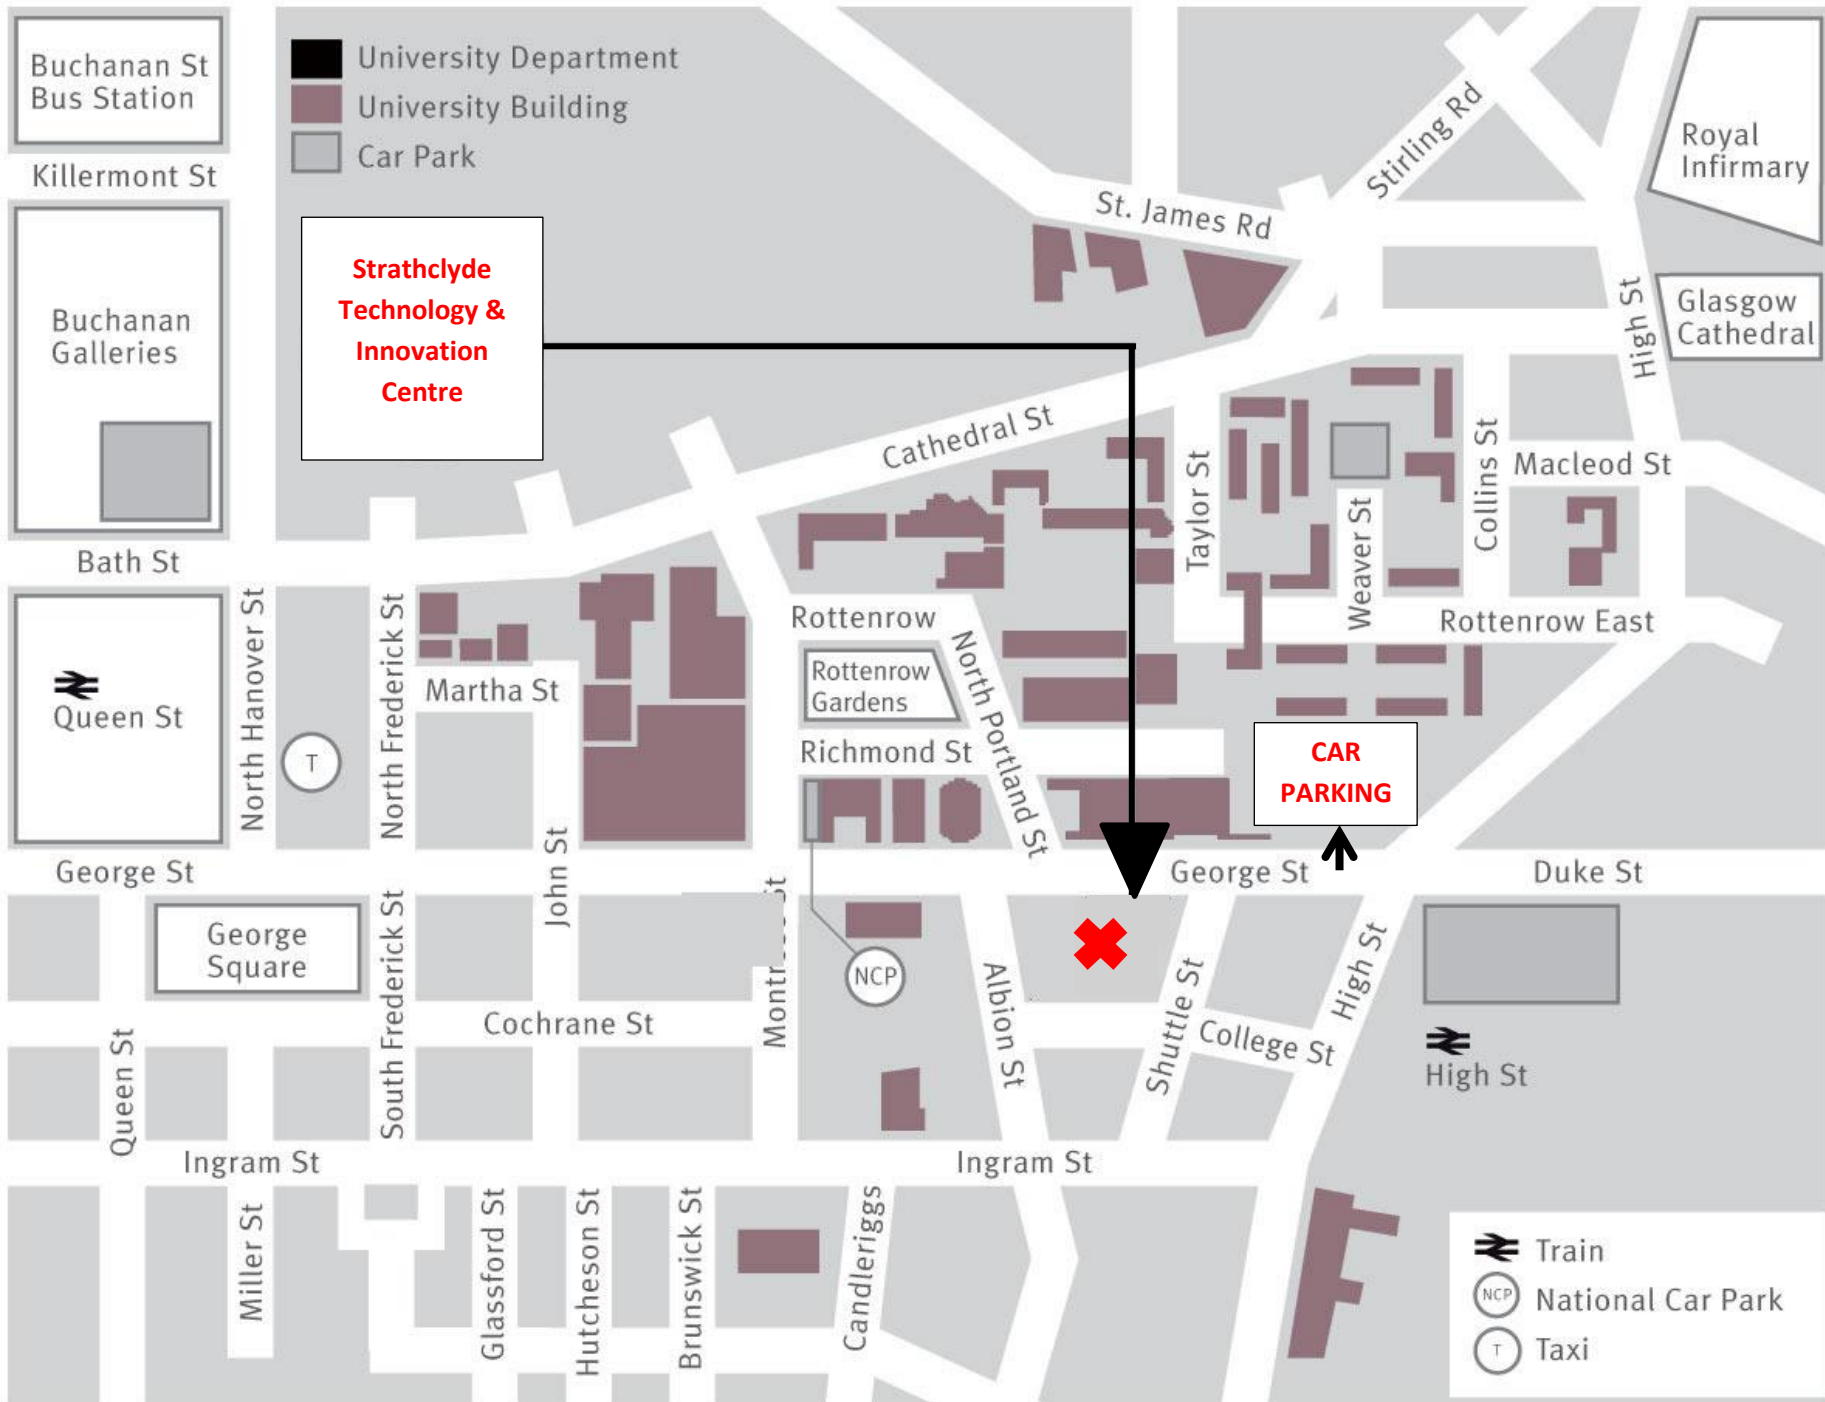 Buchanan St
Bus Station
University Department
University Building
Car Park
Killermont St
Royal
Infirmary
Stirling Rd
St. James Rd
Strathclyde
Technology &
Innovation
Centre
Buchanan
Galleries
High St
Glasgow
Cathedral
Cathedral St
Taylor St
Collins St
Macleod St
Weaver St
Bath St
North Hanover St
North Frederick St
Rottenrow
Rottenrow East
Rottenrow
Gardens
North Portland St
Martha St
Queen St
T
Richmond St
CAR
PARKING
John St
George St
George St
Duke St
George
Square
South Frederick St
NCP
Albion St
Shuttle St
High St
Cochrane St
College St
High St
Queen St
Ingram St
Ingram St
Miller St
Glassford St
Hutcheson St
Brunswick St
Candleriggs
Train
NCP
National Car Park
T
Taxi